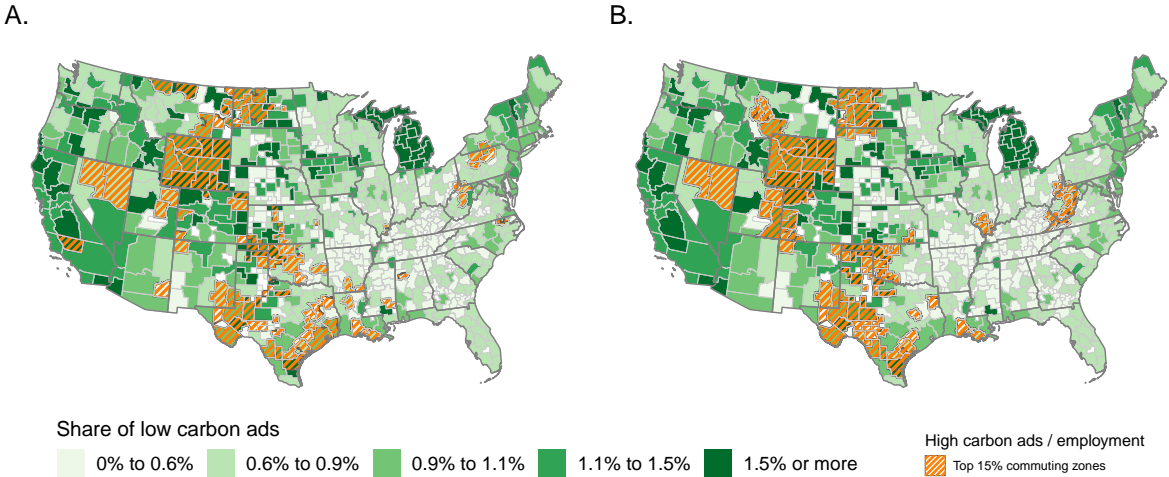 A.
B.
Share of low carbon ads
0% to 0.6%
0.6% to 0.9%
0.9% to 1.1%
1.1% to 1.5%
1.5% or more
High carbon ads / employment
Top 15% commuting zones